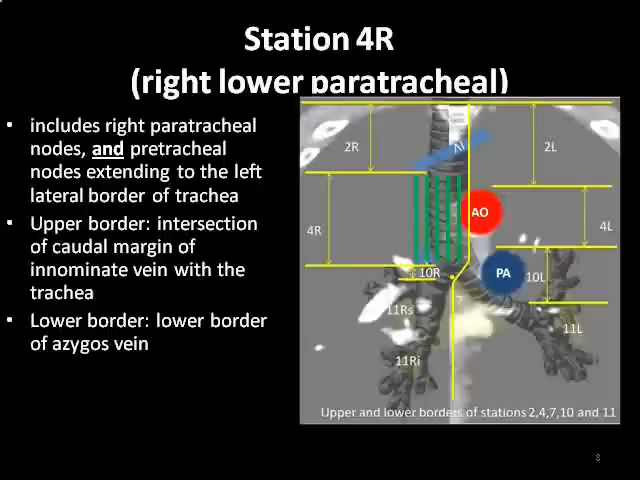 Station 4R
(right lower paratracheal)
• includes right paratracheal
nodes, and pretracheal
nodes extending to the left
lateral border of trachea
• Upper border: intersection
of caudal margin of
innominate vein with the
trachea
• Lower border: lower border
of azygos vein
2R
IV
2L
4R
AO
4L
10R
PA
10L
7
11Rs
11L
11Ri
Upper and lower borders of stations 2,4,7,10 and 11
8